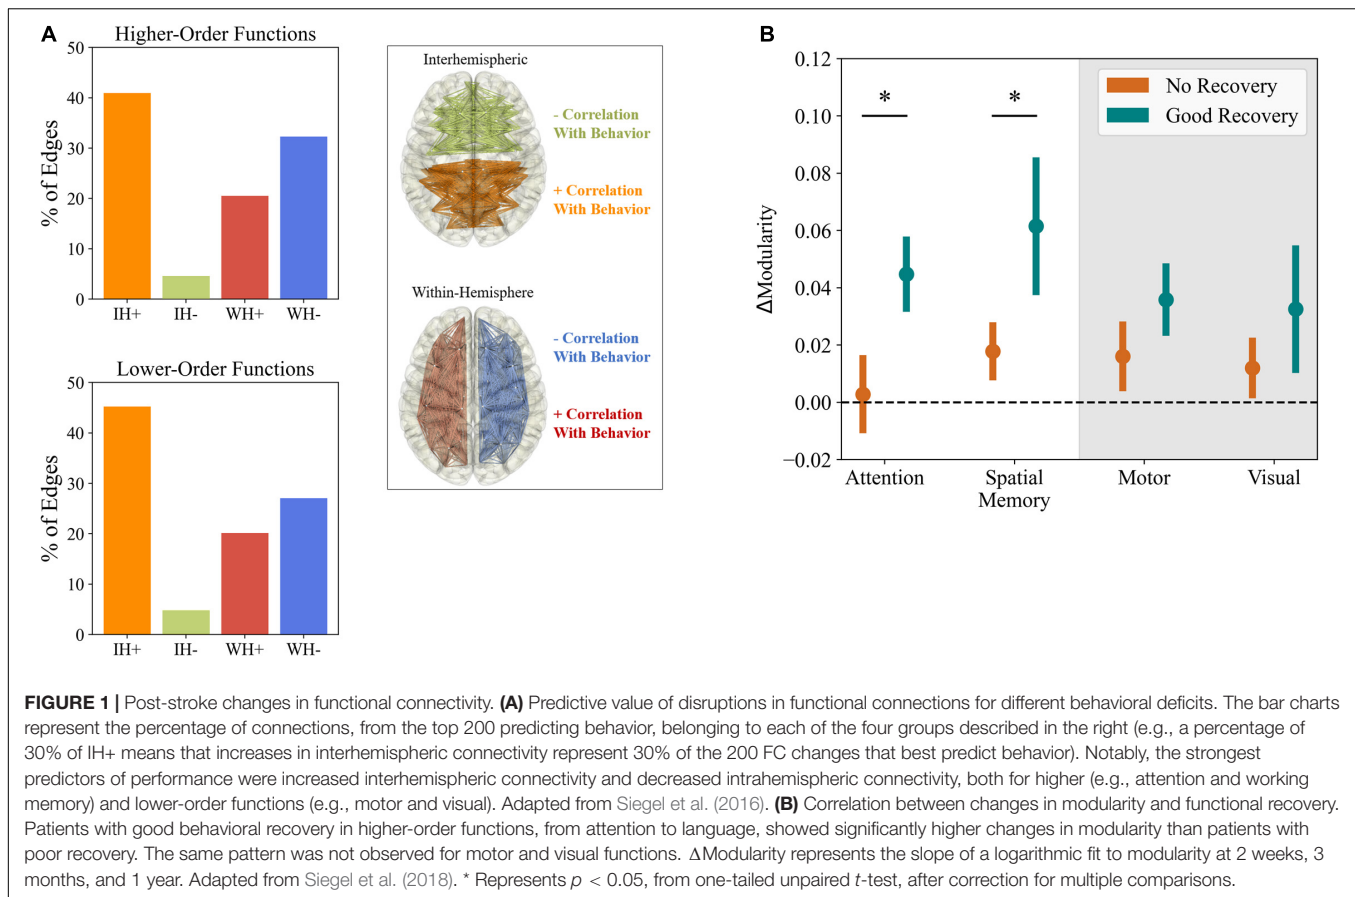 A
Higher-Order Functions
50
40
30
20
10
0
% of Edges
IH+ IH- WH+ WH-
Lower-Order Functions
50
40
30
20
10
0
% of Edges
IH+ IH- WH+ WH-
Interhemispheric
- Correlation
With Behavior
+ Correlation
With Behavior
Within-Hemisphere
- Correlation
With Behavior
+ Correlation
With Behavior
B
0.12
0.10
0.08
0.06
0.04
0.02
0.00
−0.02
ΔModularity
* *
No Recovery
Good Recovery
Attention
Spatial
Memory
Motor
Visual
FIGURE 1 | Post-stroke changes in functional connectivity. (A) Predictive value of disruptions in functional connections for different behavioral deficits. The bar charts
represent the percentage of connections, from the top 200 predicting behavior, belonging to each of the four groups described in the right (e.g., a percentage of
30% of IH+ means that increases in interhemispheric connectivity represent 30% of the 200 FC changes that best predict behavior). Notably, the strongest
predictors of performance were increased interhemispheric connectivity and decreased intrahemispheric connectivity, both for higher (e.g., attention and working
memory) and lower-order functions (e.g., motor and visual). Adapted from Siegel et al. (2016). (B) Correlation between changes in modularity and functional recovery.
Patients with good behavioral recovery in higher-order functions, from attention to language, showed significantly higher changes in modularity than patients with
poor recovery. The same pattern was not observed for motor and visual functions. ΔModularity represents the slope of a logarithmic fit to modularity at 2 weeks, 3
months, and 1 year. Adapted from Siegel et al. (2018). * Represents p < 0.05, from one-tailed unpaired t-test, after correction for multiple comparisons.